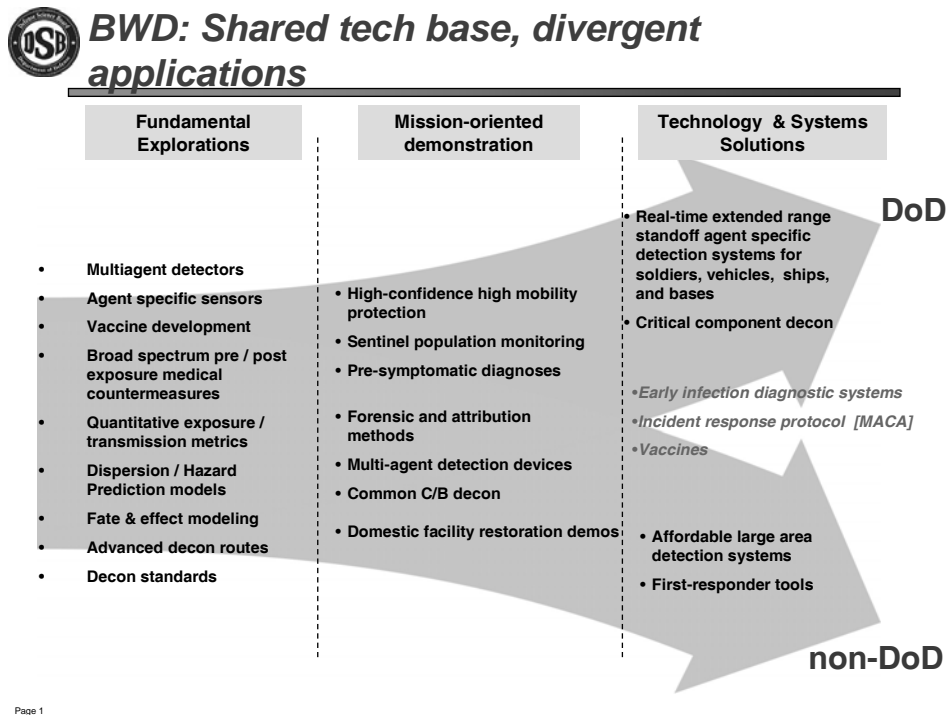 DSB
BWD: Shared tech base, divergent
applications
Fundamental
Explorations
Mission-oriented
demonstration
Technology & Systems
Solutions
• Multiagent detectors
• Agent specific sensors
• Vaccine development
• Broad spectrum pre / post
exposure medical
countermeasures
• Quantitative exposure /
transmission metrics
• Dispersion / Hazard
Prediction models
• Fate & effect modeling
• Advanced decon routes
• Decon standards
• High-confidence high mobility
protection
• Sentinel population monitoring
• Pre-symptomatic diagnoses
• Forensic and attribution
methods
• Multi-agent detection devices
• Common C/B decon
• Domestic facility restoration demos
DoD
• Real-time extended range
standoff agent specific
detection systems for
soldiers, vehicles, ships,
and bases
• Critical component decon
•Early infection diagnostic systems
•Incident response protocol [MACA]
•Vaccines
• Affordable large area
detection systems
• First-responder tools
non-DoD
Page 1